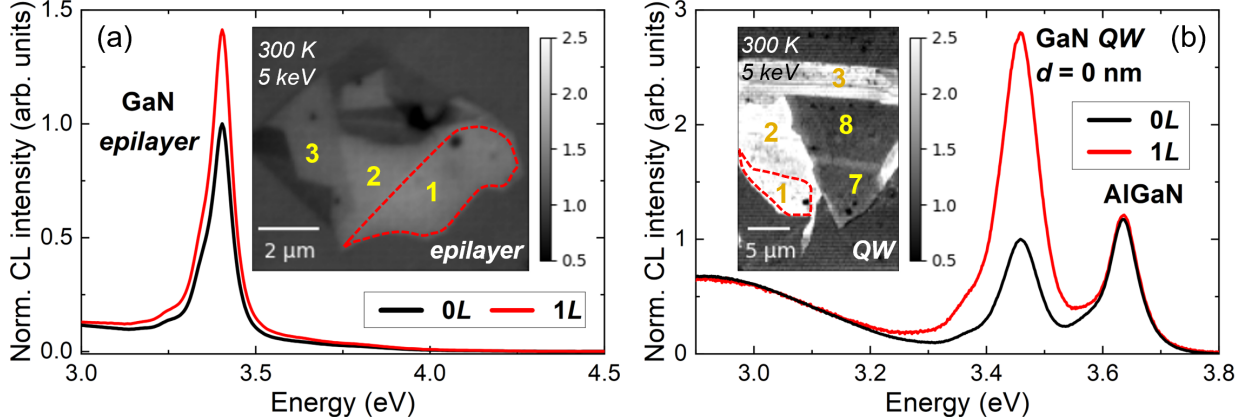 Norm. CL intensity (arb. units)
1.5
1.0
0.5
0.0
(a)
GaN
epilayer
300 K
5 keV
3
2
1
2 μm
epilayer
2.5
2.0
1.5
1.0
0.5
0L
1L
3.0
3.5
4.0
4.5
Energy (eV)
Norm. CL intensity (arb. units)
3
2
1
0
300 K
5 keV
3
2
8
1
7
5 μm
QW
2.5
2.0
1.5
1.0
0.5
GaN QW
d = 0 nm
(b)
0L
1L
AlGaN
3.0
3.2
3.4
3.6
3.8
Energy (eV)